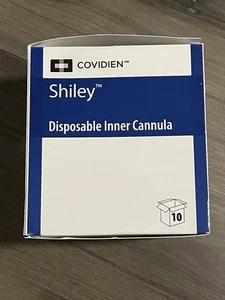 COVIDIEN™
Shiley™
Disposable Inner Cannula
10